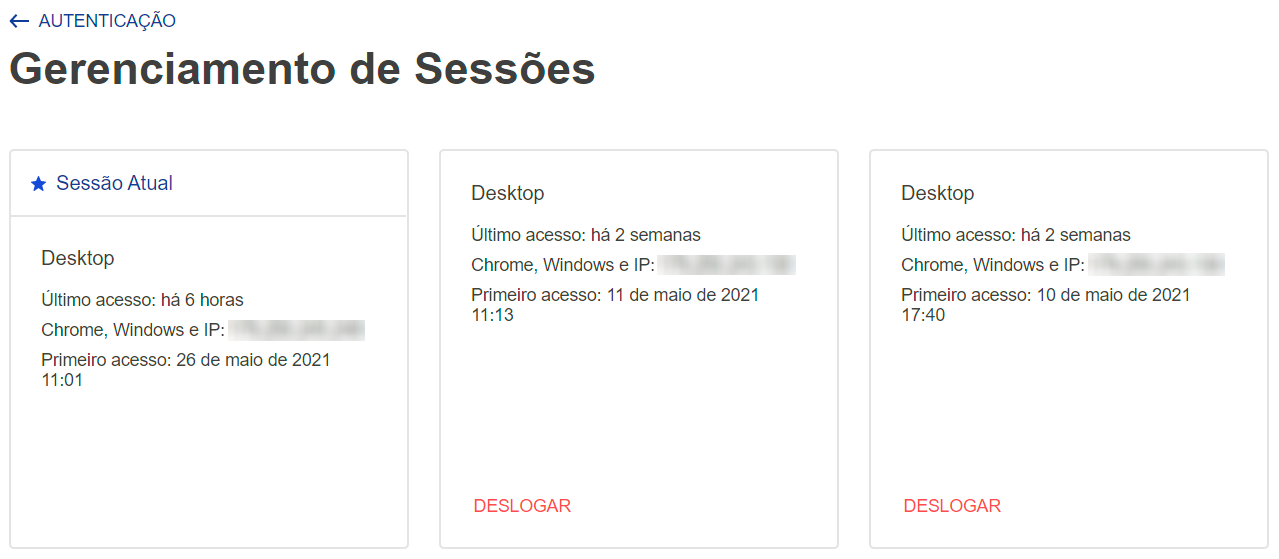 AUTENTICAÇÃO
Gerenciamento de Sessões
Sessão Atual
Desktop
Último acesso: há 6 horas
Chrome, Windows e IP:
Primeiro acesso: 26 de maio de 2021
11:01
Desktop
Último acesso: há 2 semanas
Chrome, Windows e IP:
Primeiro acesso: 11 de maio de 2021
11:13
DESLOGAR
Desktop
Último acesso: há 2 semanas
Chrome, Windows e IP:
Primeiro acesso: 10 de maio de 2021
17:40
DESLOGAR